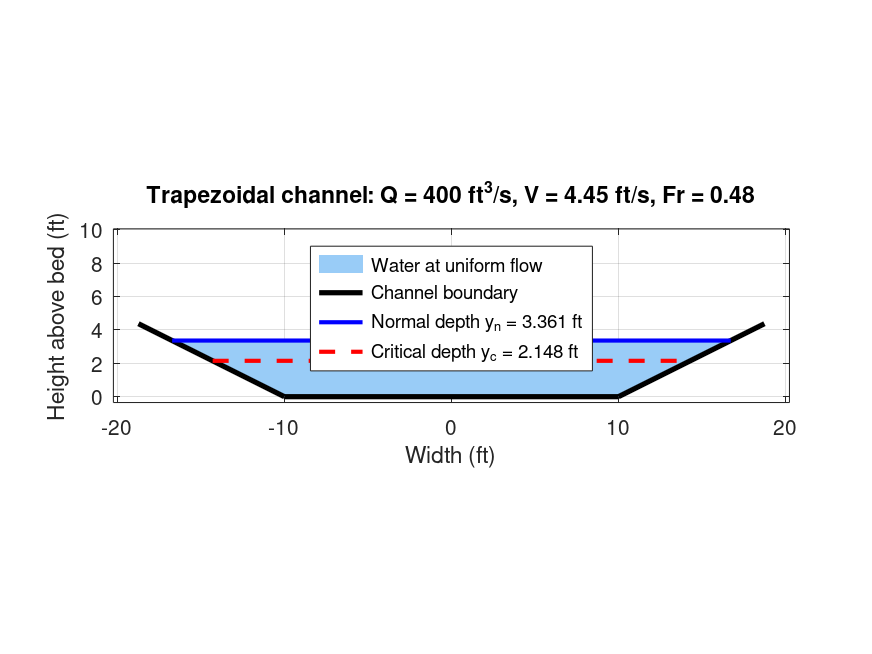 Trapezoidal channel: Q = 400 ft³/s, V = 4.45 ft/s, Fr = 0.48
Height above bed (ft)
10
8
6
4
2
0
Water at uniform flow
Channel boundary
Normal depth yₙ = 3.361 ft
Critical depth y_c = 2.148 ft
-20 -10 0 10 20
Width (ft)